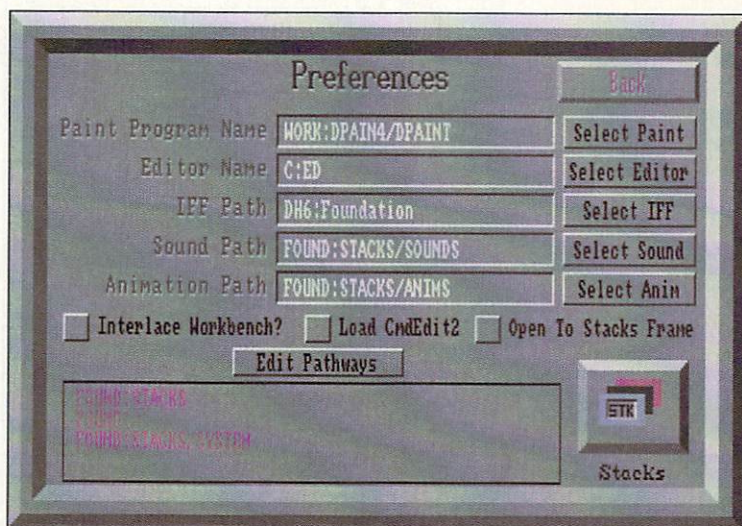 Preferences
Back
Paint Program Name WORK:DPAIN4/DPAINT Select Paint
Editor Name C:ED Select Editor
IFF Path DH6:Foundation Select IFF
Sound Path FOUND:STACKS/SOUNDS Select Sound
Animation Path FOUND:STACKS/ANIMS Select Anim
Interlace Workbench? Load CmdEdit2 Open To Stacks Frame
Edit Pathways
FOUND:STACKS
FOUND:
FOUND:STACKS/SYSTEM
STK
Stacks